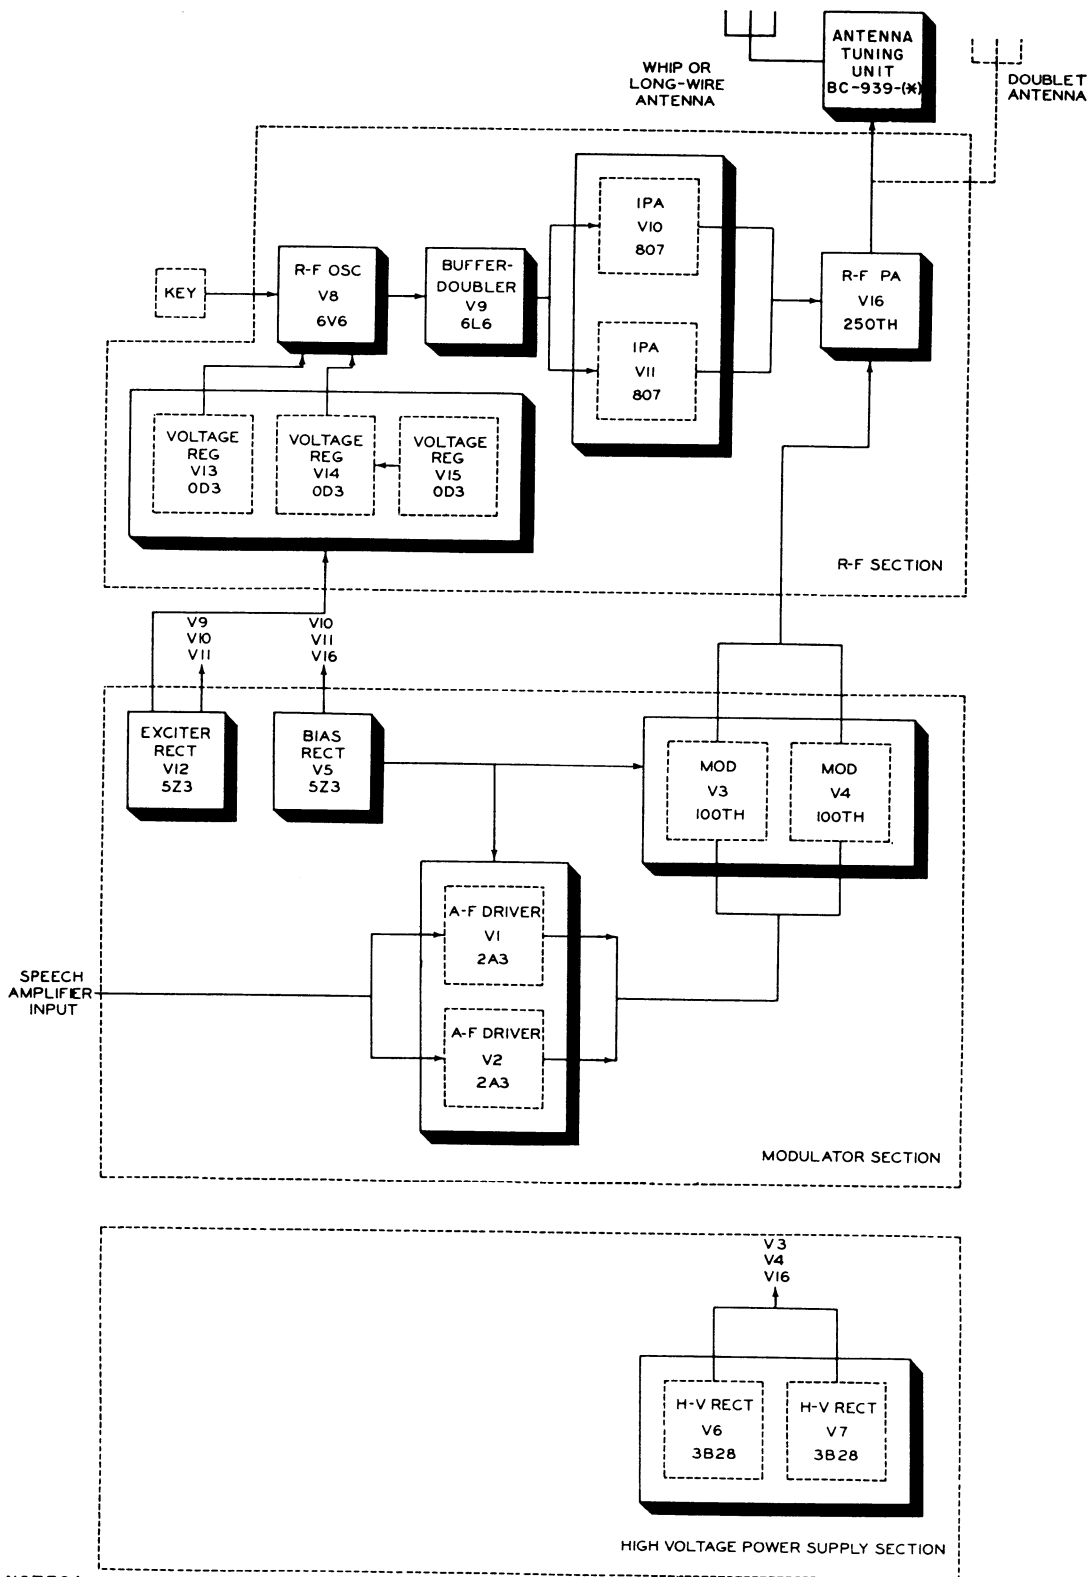 ANTENNA
TUNING
UNIT
BC-939-(*)
WHIP OR
LONG-WIRE
ANTENNA
DOUBLET
ANTENNA
IPA
V10
807
R-F OSC
V8
6V6
BUFFER-
DOUBLER
V9
6L6
KEY
R-F PA
V16
250TH
IPA
V11
807
VOLTAGE
REG
V13
OD3
VOLTAGE
REG
V14
OD3
VOLTAGE
REG
V15
OD3
R-F SECTION
V9
V10
V11
V10
V11
V16
EXCITER
RECT
V12
5Z3
BIAS
RECT
V5
5Z3
MOD
V3
100TH
MOD
V4
100TH
A-F DRIVER
V1
2A3
SPEECH
AMPLIFIER
INPUT
A-F DRIVER
V2
2A3
MODULATOR SECTION
V3
V4
V16
H-V RECT
V6
3B28
H-V RECT
V7
3B28
HIGH VOLTAGE POWER SUPPLY SECTION